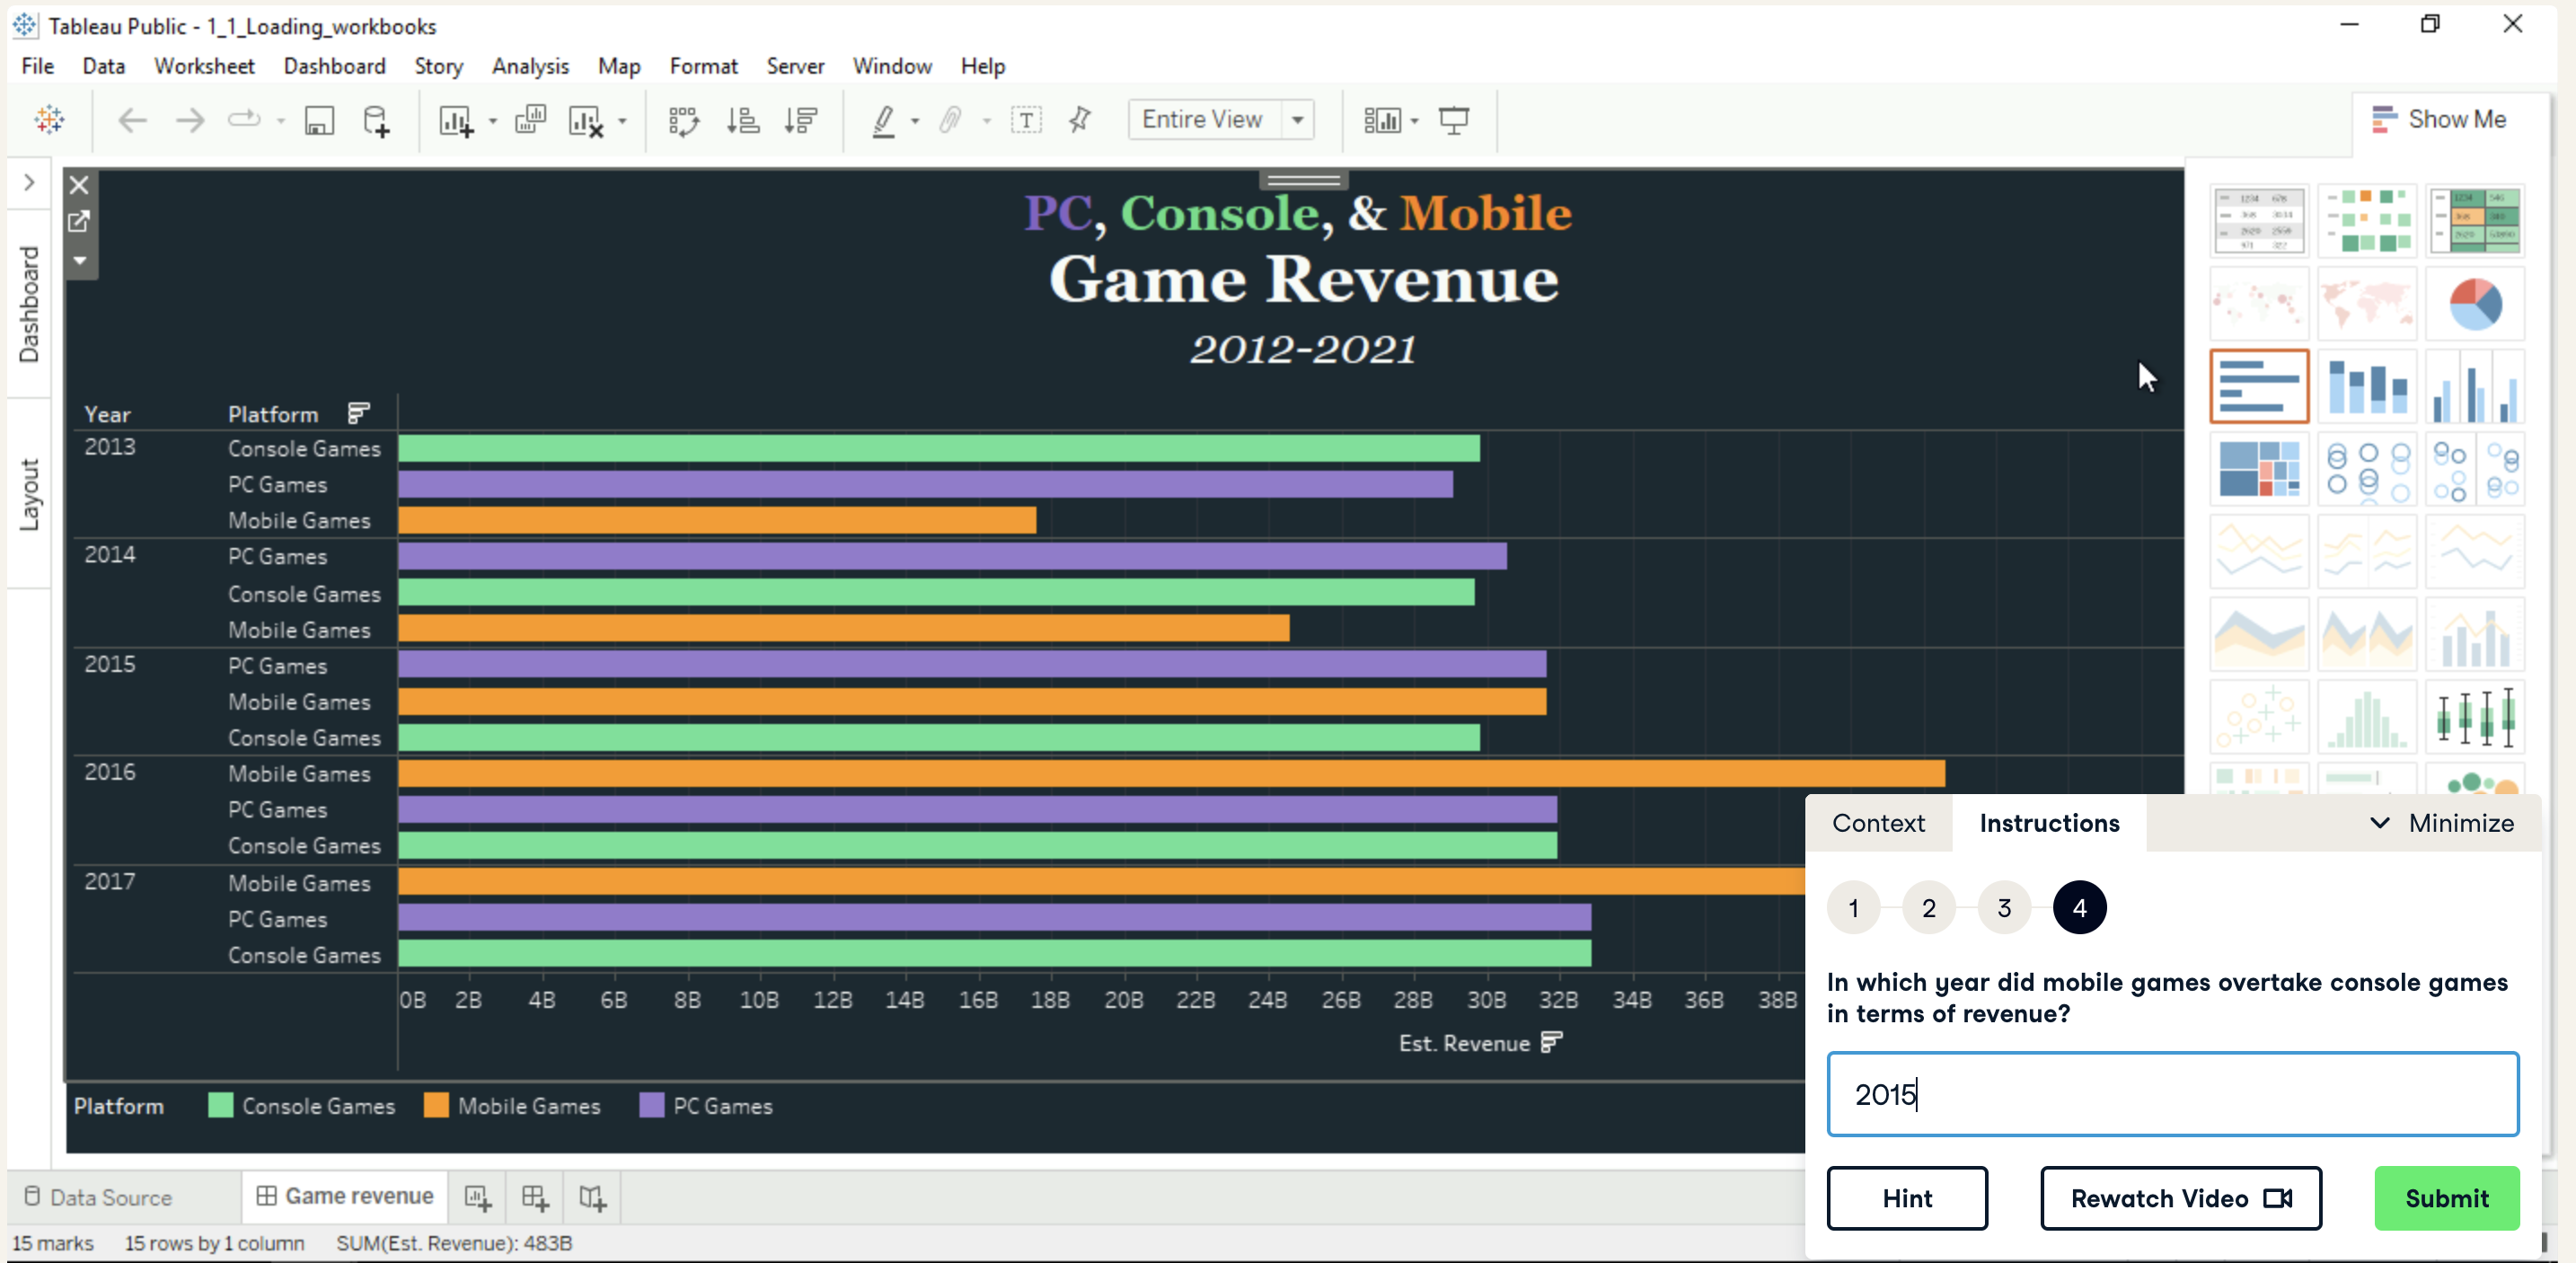 Tableau Public - 1_1_Loading_workbooks
File Data Worksheet Dashboard Story Analysis Map Format Server Window Help
Entire View
Show Me
Dashboard
Layout
PC, Console, & Mobile
Game Revenue
2012-2021
Year Platform
2013 Console Games
PC Games
Mobile Games
2014 PC Games
Console Games
Mobile Games
2015 PC Games
Mobile Games
Console Games
2016 Mobile Games
PC Games
Console Games
2017 Mobile Games
PC Games
Console Games
0B 2B 4B 6B 8B 10B 12B 14B 16B 18B 20B 22B 24B 26B 28B 30B 32B 34B 36B 38B
Est. Revenue
Platform Console Games Mobile Games PC Games
Context Instructions Minimize
1 2 3 4
In which year did mobile games overtake console games
in terms of revenue?
2015
Hint Rewatch Video Submit
Data Source Game revenue
15 marks 15 rows by 1 column SUM(Est. Revenue): 483B